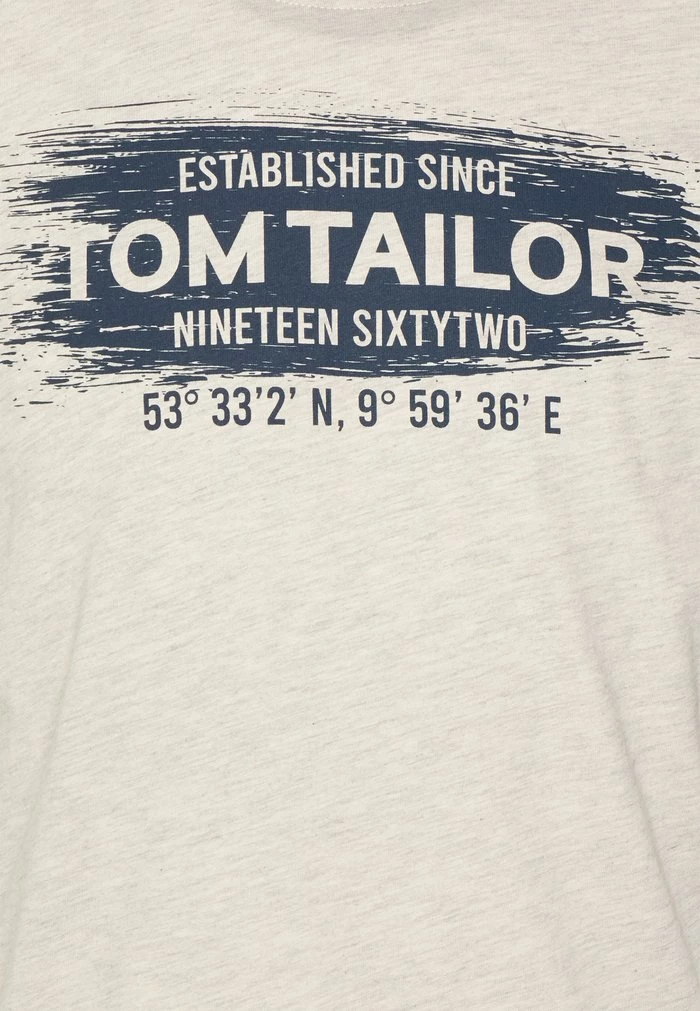 ESTABLISHED SINCE
TOM TAILOR
NINETEEN SIXTYTWO
53° 33'2' N, 9° 59' 36' E